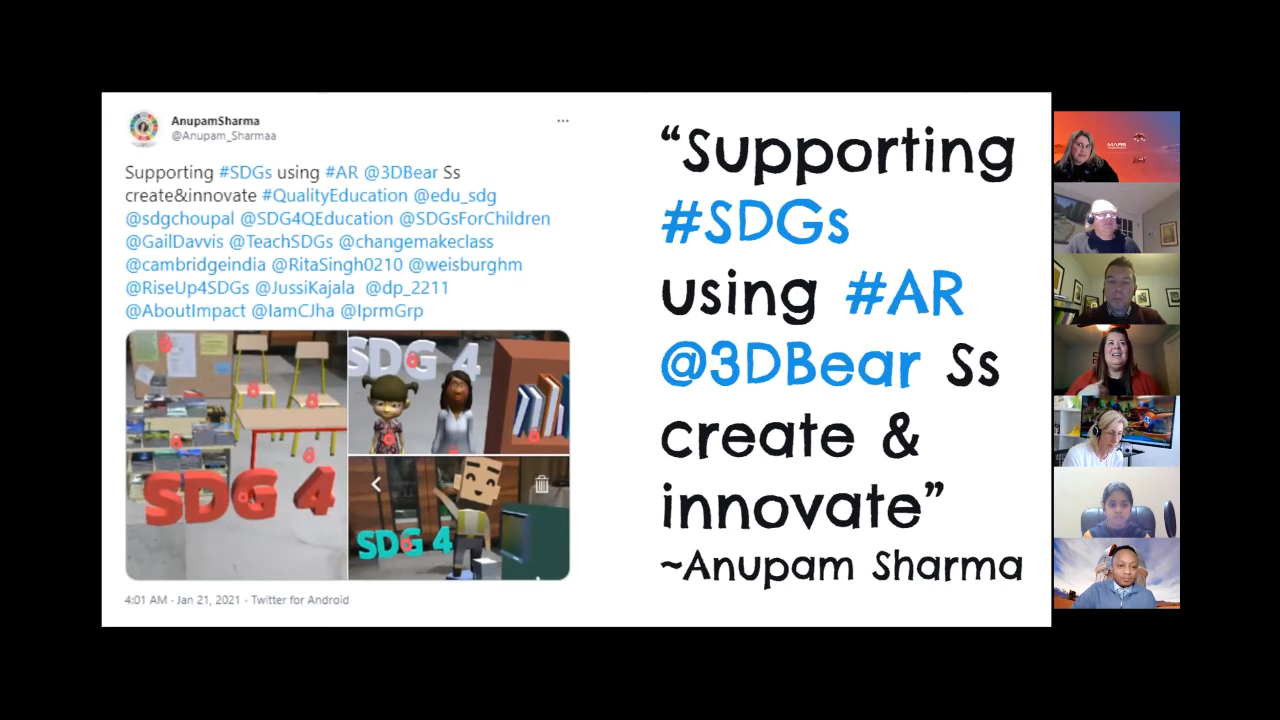 AnupamSharma
@Anupam_Sharmaa
Supporting #SDGs using #AR @3DBear Ss
create&innovate #QualityEducation @edu_sdg
@sdgchoupal @SDG4QEducation @SDGsForChildren
@GailDavvis @TeachSDGs @changemakeclass
@cambridgeindia @RitaSingh0210 @weisburghm
@RiseUp4SDGs @JussiKajala @dp_2211
@AboutImpact @IamCJha @IprmGrp
SDG 4
SDG 4
SDG 4
4:01 AM · Jan 21, 2021 · Twitter for Android
“Supporting
#SDGs
using #AR
@3DBear Ss
create &
innovate”
~Anupam Sharma
MARS